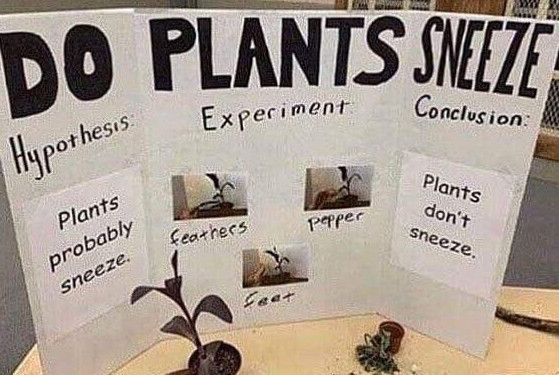 DO PLANTS SNEEZE
Hypothesis:
Plants
probably
sneeze.
Experiment:
feathers
pepper
feet
Conclusion:
Plants
don't
sneeze.